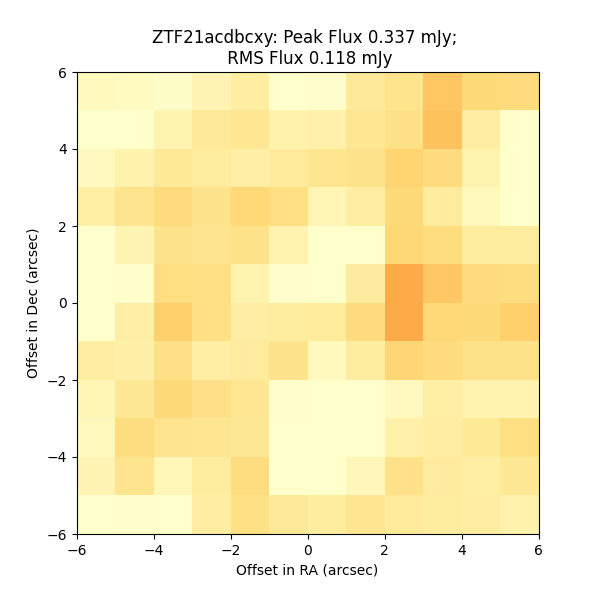 ZTF21acdbcxy: Peak Flux 0.337 mJy;
RMS Flux 0.118 mJy
6
4
2
0
−2
−4
−6
Offset in Dec (arcsec)
−6 −4 −2 0 2 4 6
Offset in RA (arcsec)